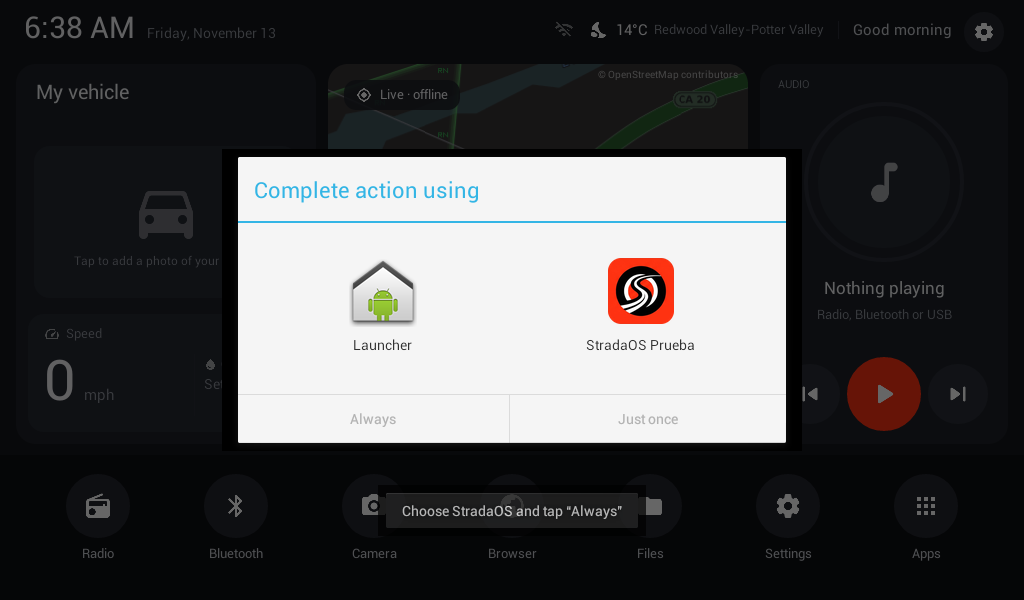 6:38 AM Friday, November 13
14°C Redwood Valley-Potter Valley Good morning
My vehicle
Live · offline
© OpenStreetMap contributors
CA 20
AUDIO
Complete action using
Tap to add a photo of your
Launcher
StradaOS Prueba
Nothing playing
Radio, Bluetooth or USB
Speed
0 mph
Always
Just once
Choose StradaOS and tap “Always”
Radio
Bluetooth
Camera
Browser
Files
Settings
Apps